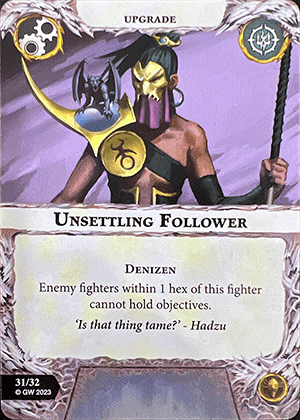 UPGRADE
UNSETTLING FOLLOWER
DENIZEN
Enemy fighters within 1 hex of this fighter
cannot hold objectives.
‘Is that thing tame?’ - Hadzu
31/32
© GW 2023